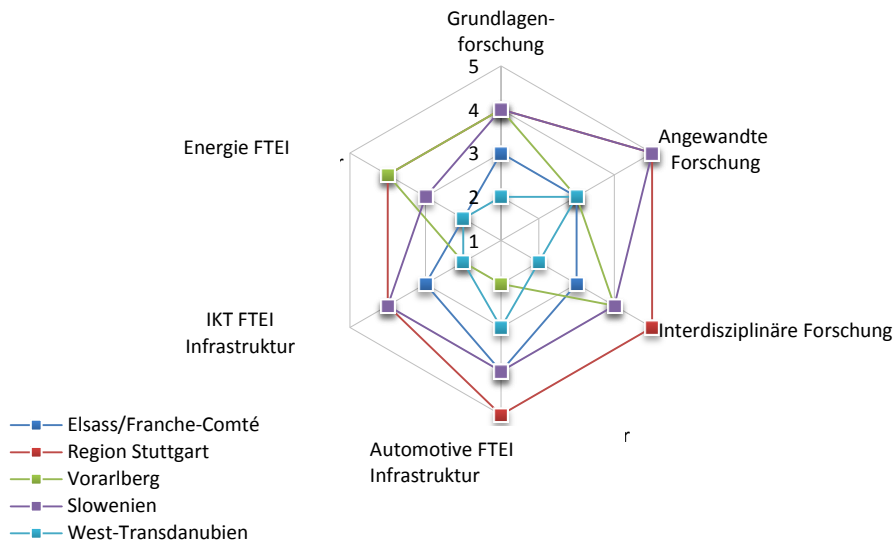 Grundlagen-
forschung
5
4
3
2
1
Angewandte
Forschung
Interdisziplinäre Forschung
r
Automotive FTEI
Infrastruktur
IKT FTEI
Infrastruktur
Energie FTEI
Elsass/Franche-Comté
Region Stuttgart
Vorarlberg
Slowenien
West-Transdanubien